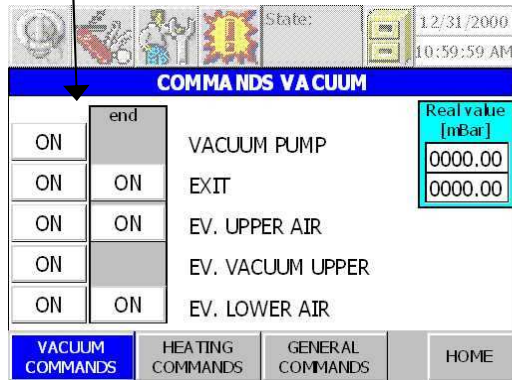 State:
12/31/2000
10:59:59 AM
COMMANDS VACUUM
end
Real value
[mBar]
ON VACUUM PUMP 0000.00
ON ON EXIT 0000.00
ON ON EV. UPPER AIR
ON EV. VACUUM UPPER
ON ON EV. LOWER AIR
VACUUM
COMMANDS
HEATING
COMMANDS
GENERAL
COMMANDS
HOME